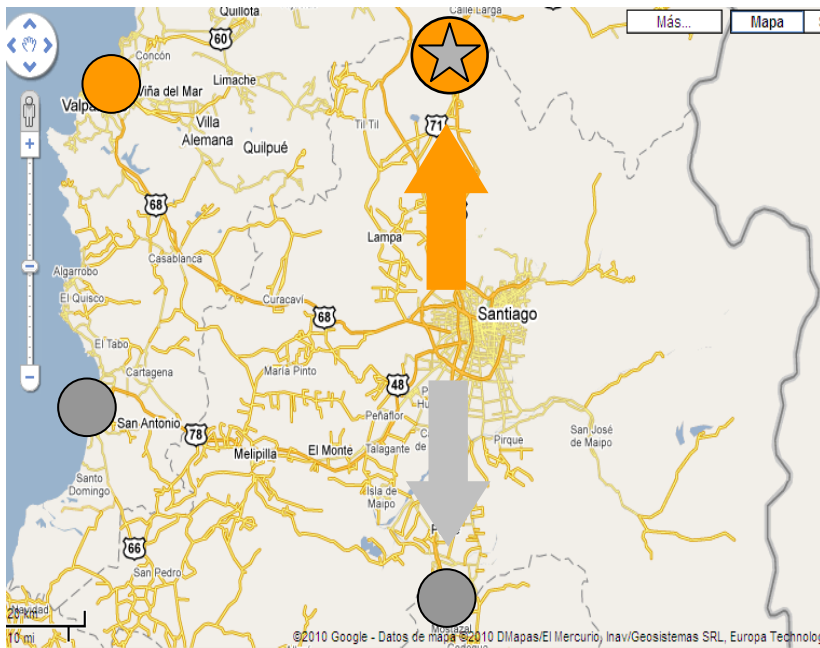 Quillota
Calle Larga
Más...
Mapa
60
Concón
Viña del Mar
Limache
Valpa
Villa
Alemana
Quilpué
Til Til
71
68
Lampa
Casablanca
Algarrobo
El Quisco
Curacaví
68
Santiago
El Tabo
Cartagena
María Pinto
48
Peñaflor
San Antonio
78
Melipilla
El Monte
Talagante
Pirque
San José
de Maipo
Santo
Domingo
Isla de
Maipo
66
San Pedro
Navidad
20 km
10 mi
Mostazal
Codegua
©2010 Google - Datos de mapa ©2010 DMapas/El Mercurio, Inav/Geosistemas SRL, Europa Technolog